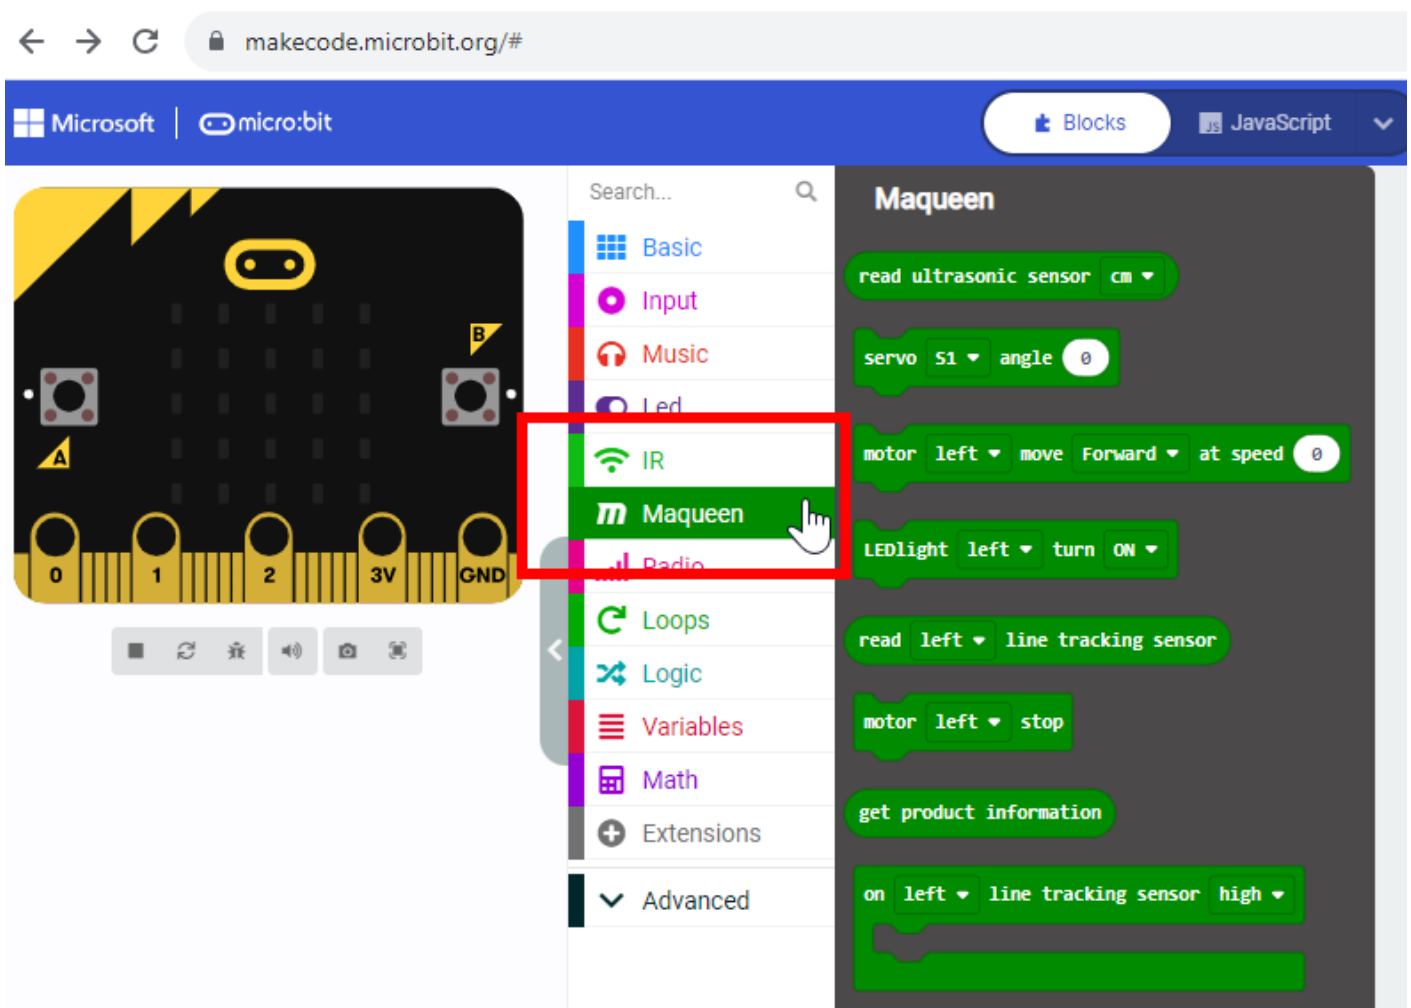 makecode.microbit.org/#
Microsoft
micro:bit
Blocks
JS
JavaScript
B
A
0 1 2 3V GND
Search...
Basic
Input
Music
Led
IR
m Maqueen
Radio
Loops
Logic
Variables
Math
Extensions
Advanced
Maqueen
read ultrasonic sensor cm
servo S1 angle 0
motor left move Forward at speed 0
LEDlight left turn ON
read left line tracking sensor
motor left stop
get product information
on left line tracking sensor high